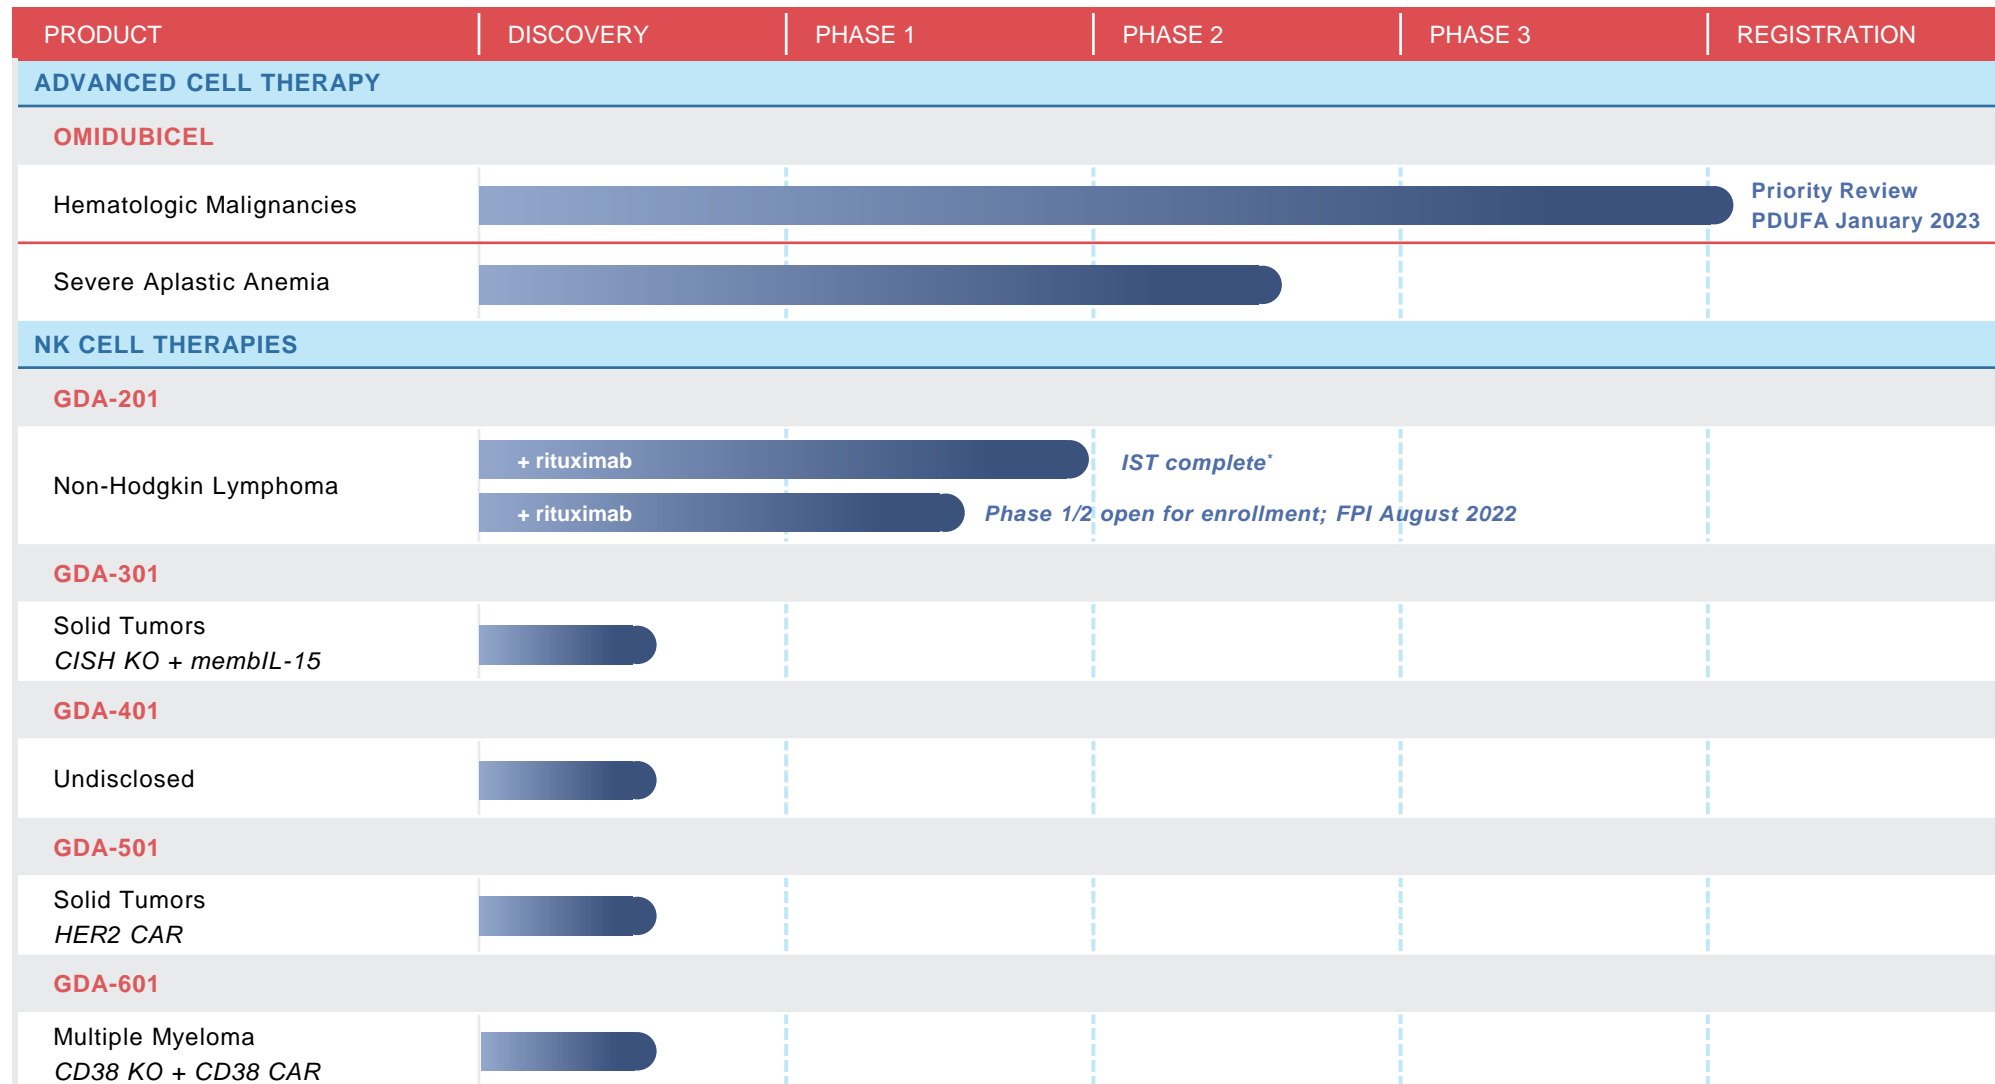 PRODUCT DISCOVERY PHASE 1 PHASE 2 PHASE 3 REGISTRATION
ADVANCED CELL THERAPY
OMIDUBICEL
Hematologic Malignancies
Priority Review
PDUFA January 2023
Severe Aplastic Anemia
NK CELL THERAPIES
GDA-201
Non-Hodgkin Lymphoma
+ rituximab IST complete*
+ rituximab Phase 1/2 open for enrollment; FPI August 2022
GDA-301
Solid Tumors
CISH KO + membIL-15
GDA-401
Undisclosed
GDA-501
Solid Tumors
HER2 CAR
GDA-601
Multiple Myeloma
CD38 KO + CD38 CAR